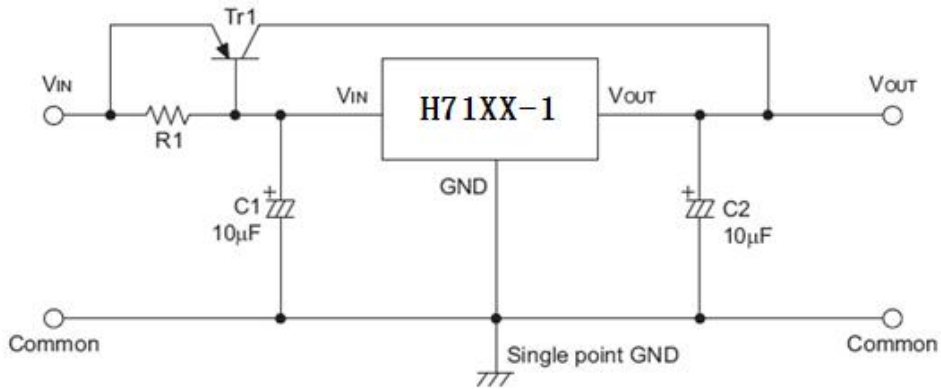 Tr1
VIN
R1
VIN
H71XX-1
VOUT
VOUT
GND
C1
10μF
C2
10μF
Common
Single point GND
Common